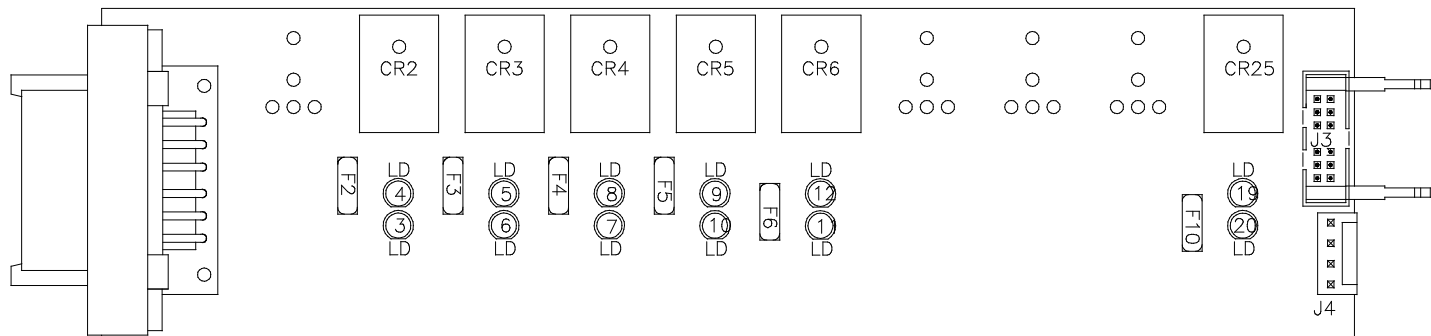 CR2 CR3 CR4 CR5 CR6 CR25
J3
LD LD LD LD LD LD
F2 4 F3 5 F4 8 F5 9 12 19
F6 F10
3 6 7 10 11 20
LD LD LD LD LD LD
J4